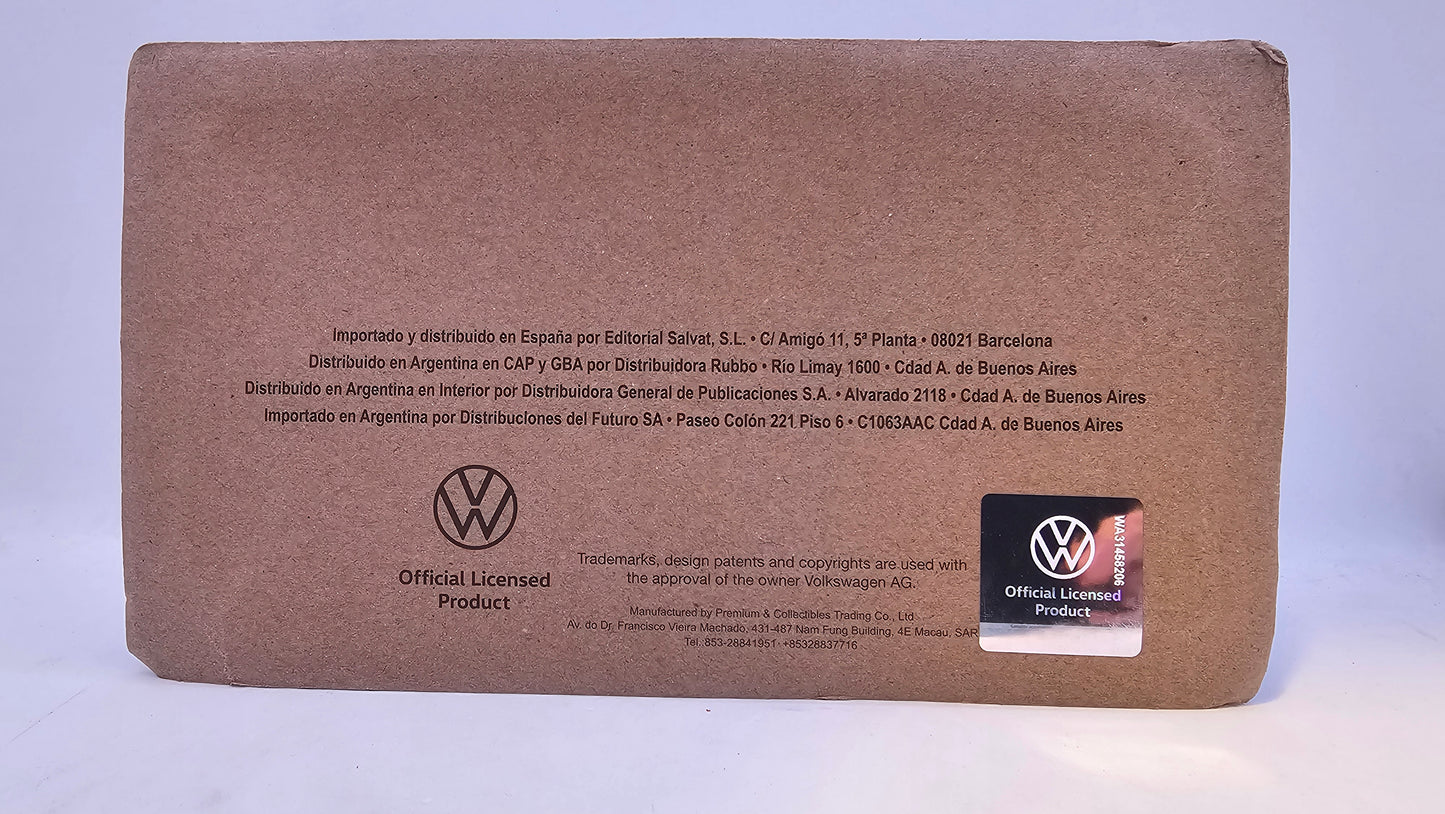 Importado y distribuido en España por Editorial Salvat, S.L. • C/ Amigó 11, 5ª Planta • 08021 Barcelona
Distribuido en Argentina en CAP y GBA por Distribuidora Rubbo • Río Limay 1600 • Cdad A. de Buenos Aires
Distribuido en Argentina en Interior por Distribuidora General de Publicaciones S.A. • Alvarado 2118 • Cdad A. de Buenos Aires
Importado en Argentina por Distribuciones del Futuro SA • Paseo Colón 221 Piso 6 • C1063AAC Cdad A. de Buenos Aires
VW
Official Licensed
Product
Trademarks, design patents and copyrights are used with
the approval of the owner Volkswagen AG.
Manufactured by Premium & Collectibles Trading Co., Ltd
Av. do Dr. Francisco Vieira Machado, 431-487 Nam Fung Building, 4E Macau, SAR
Tel. 853-28841951· +85328837716
VW
Official Licensed
Product
WA31458206